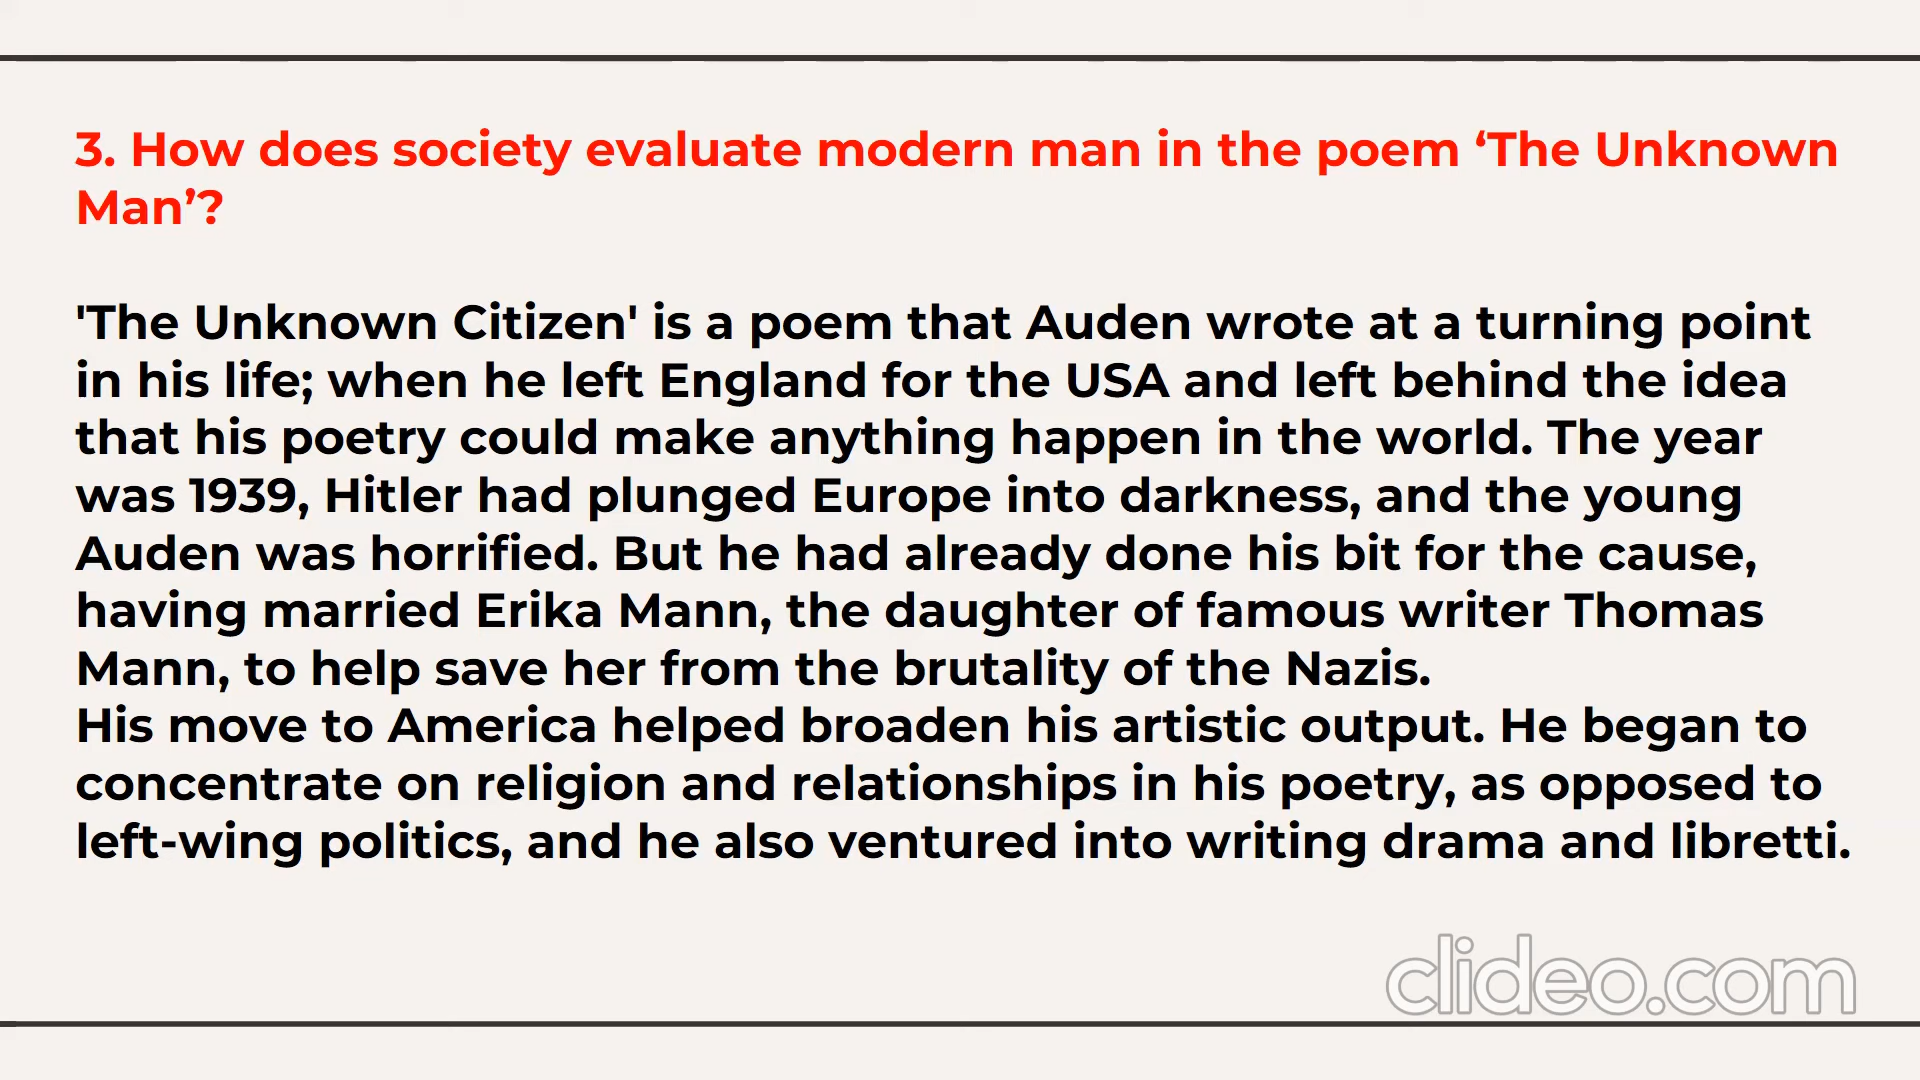 3. How does society evaluate modern man in the poem ‘The Unknown
Man’?
'The Unknown Citizen' is a poem that Auden wrote at a turning point
in his life; when he left England for the USA and left behind the idea
that his poetry could make anything happen in the world. The year
was 1939, Hitler had plunged Europe into darkness, and the young
Auden was horrified. But he had already done his bit for the cause,
having married Erika Mann, the daughter of famous writer Thomas
Mann, to help save her from the brutality of the Nazis.
His move to America helped broaden his artistic output. He began to
concentrate on religion and relationships in his poetry, as opposed to
left-wing politics, and he also ventured into writing drama and libretti.
clideo.com